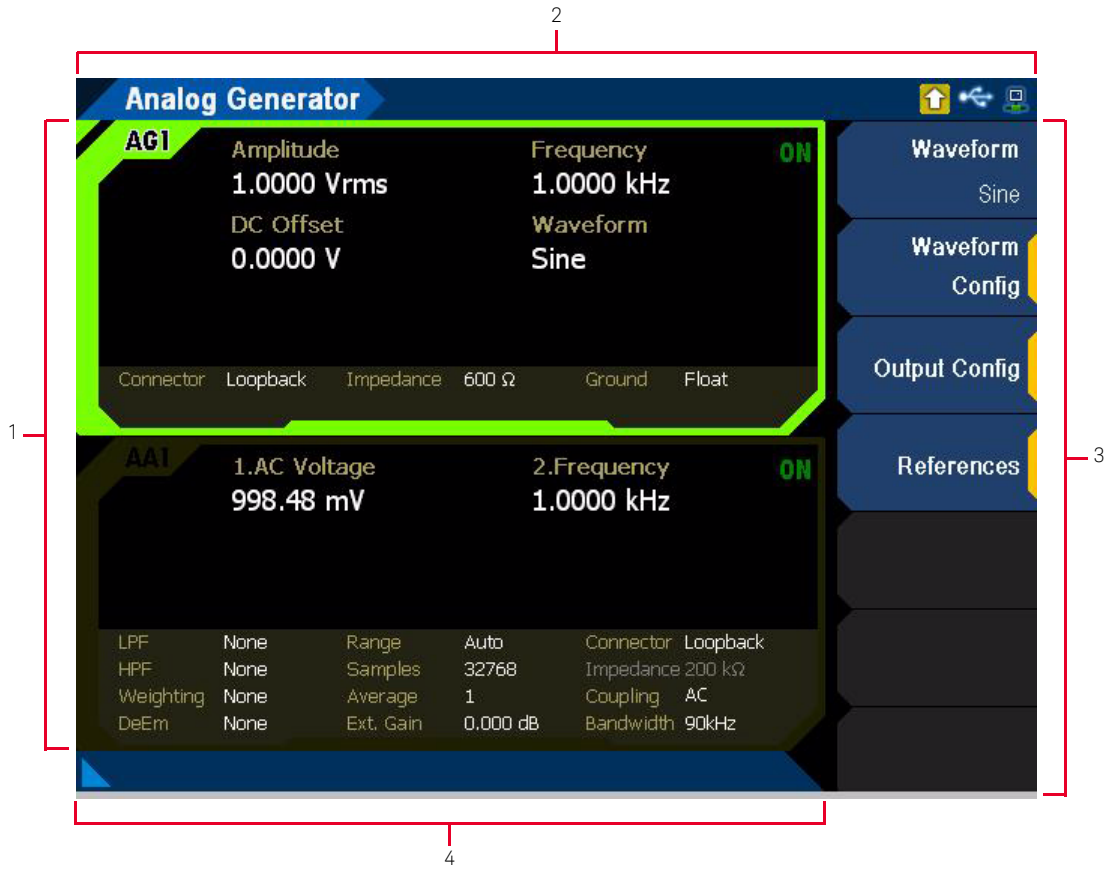 2
Analog Generator
AG1
Amplitude Frequency ON
1.0000 Vrms 1.0000 kHz
DC Offset Waveform
0.0000 V Sine
Connector Loopback Impedance 600 Ω Ground Float
AA1
1.AC Voltage 2.Frequency ON
998.48 mV 1.0000 kHz
LPF None Range Auto Connector Loopback
HPF None Samples 32768 Impedance 200 kΩ
Weighting None Average 1 Coupling AC
DeEm None Ext. Gain 0.000 dB Bandwidth 90kHz
Waveform
Sine
Waveform
Config
Output Config
References
1
3
4